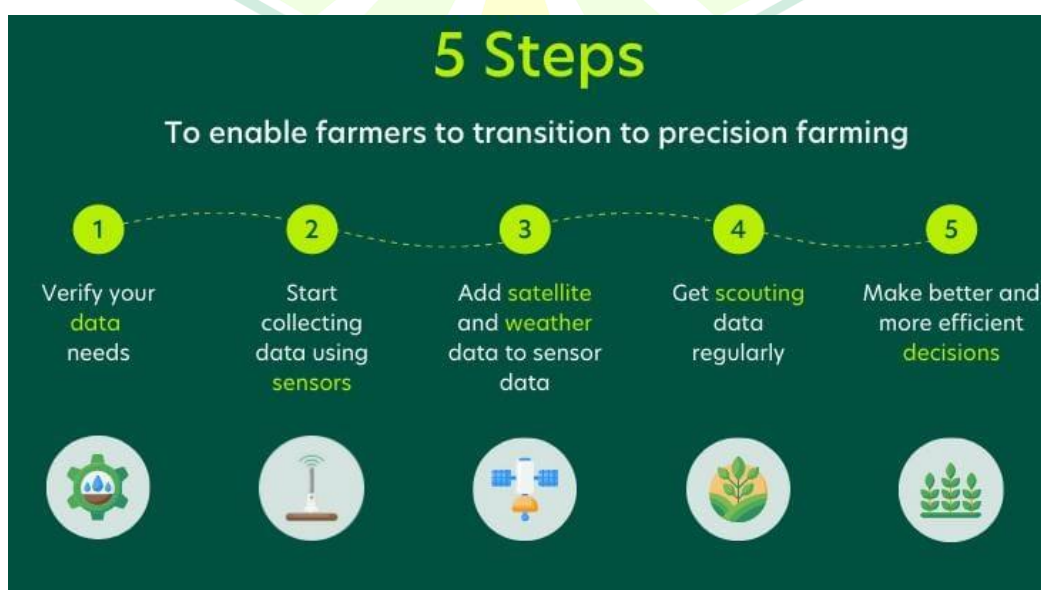 5 Steps
To enable farmers to transition to precision farming
1
2
3
4
5
Verify your
data
needs
Start
collecting
data using
sensors
Add satellite
and weather
data to sensor
data
Get scouting
data
regularly
Make better and
more efficient
decisions